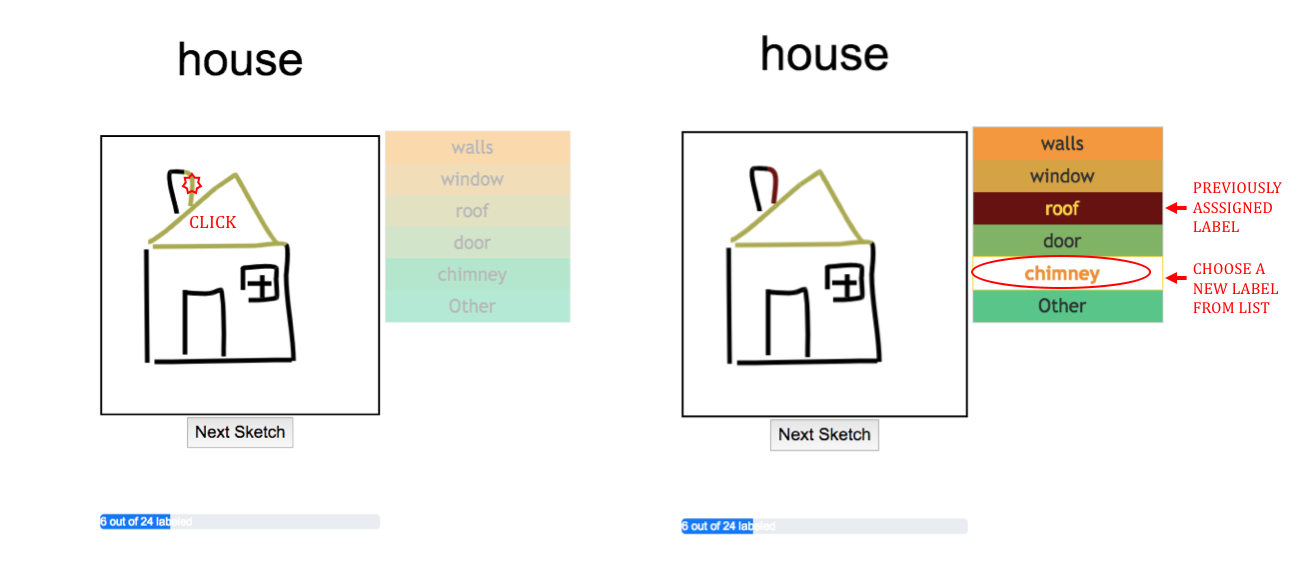 house
walls
window
roof
door
chimney
Other
CLICK
Next Sketch
6 out of 24 labeled
house
walls
window
roof
door
chimney
Other
PREVIOUSLY
ASSSIGNED
LABEL
CHOOSE A
NEW LABEL
FROM LIST
Next Sketch
6 out of 24 labeled